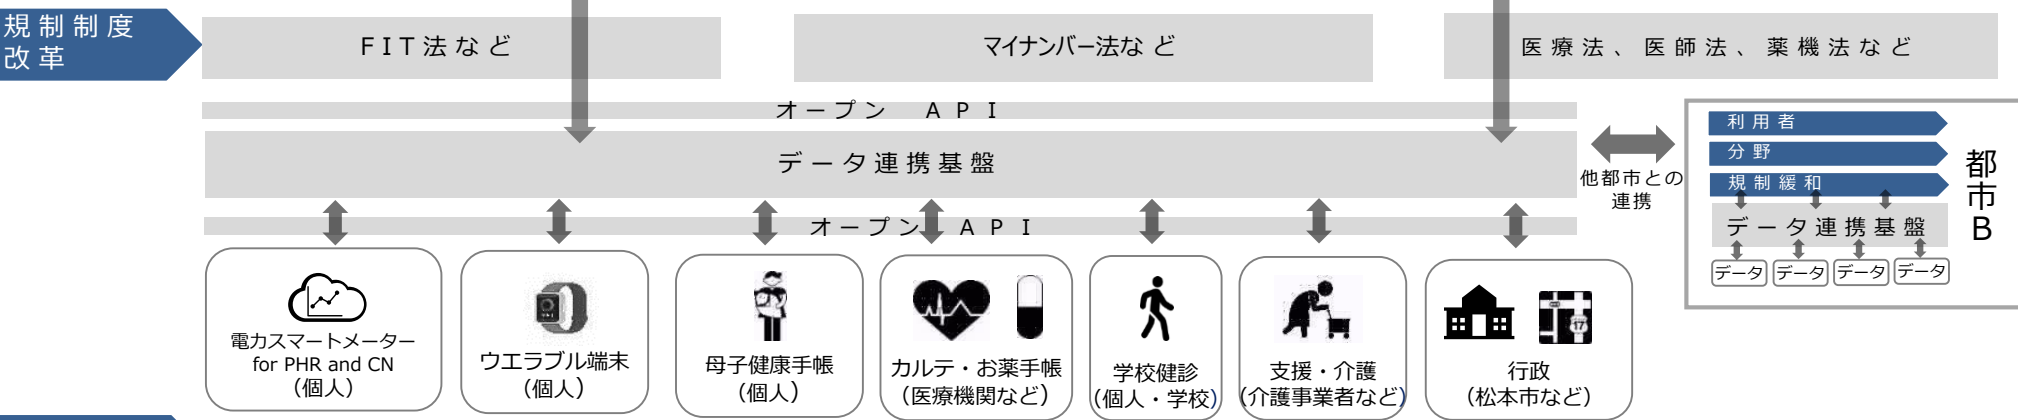 規制制度
改革
FIT法など
マイナンバー法など
医療法、医師法、薬機法など
オープン API
データ連携基盤
オープン API
他都市との
連携
利用者
分野
規制緩和
データ連携基盤
データ データ データ データ
都市B
電力スマートメーター
for PHR and CN
（個人）
ウエラブル端末
（個人）
母子健康手帳
（個人）
カルテ・お薬手帳
（医療機関など）
学校健診
（個人・学校）
支援・介護
（介護事業者など）
17
行政
（松本市など）